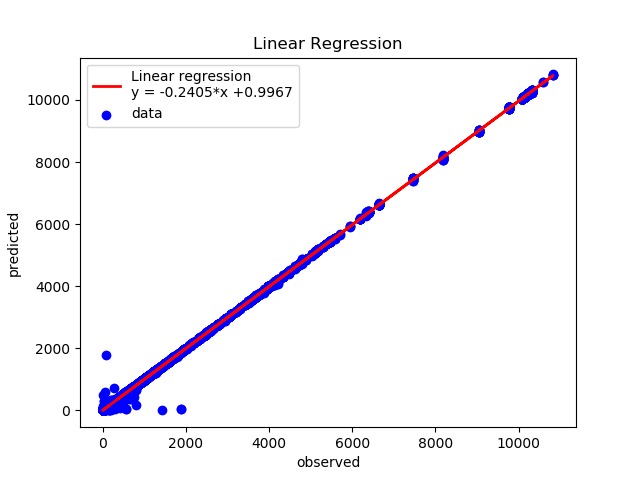 Linear Regression
Linear regression
y = -0.2405*x +0.9967
data
10000
8000
6000
4000
2000
0
predicted
0 2000 4000 6000 8000 10000
observed